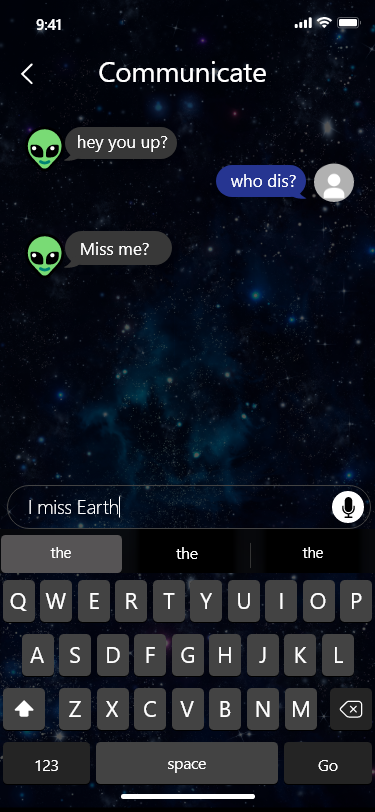 9:41
Communicate
hey you up?
who dis?
Miss me?
I miss Earth
the the the
Q W E R T Y U I O P
A S D F G H J K L
Z X C V B N M
123 space Go